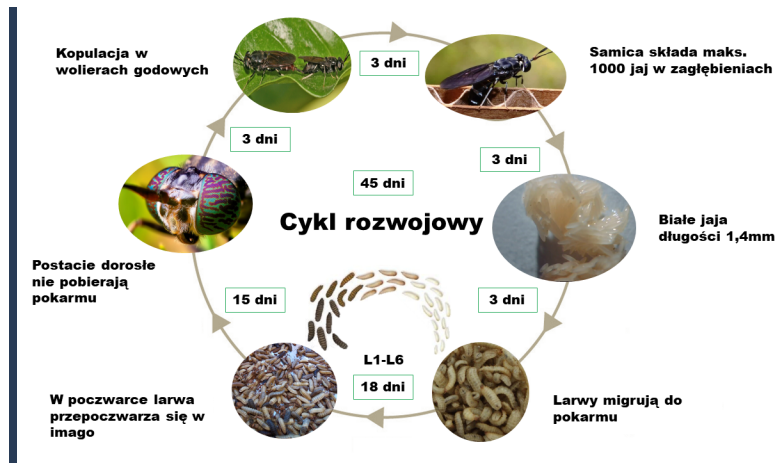 Kopulacja w
wolierach godowych
3 dni
Samica składa maks.
1000 jaj w zagłębieniach
3 dni
3 dni
45 dni
Cykl rozwojowy
Białe jaja
długości 1,4mm
Postacie dorosłe
nie pobierają
pokarmu
15 dni
3 dni
L1-L6
18 dni
W poczwarce larwa
przepoczwarza się w
imago
Larwy migrują do
pokarmu